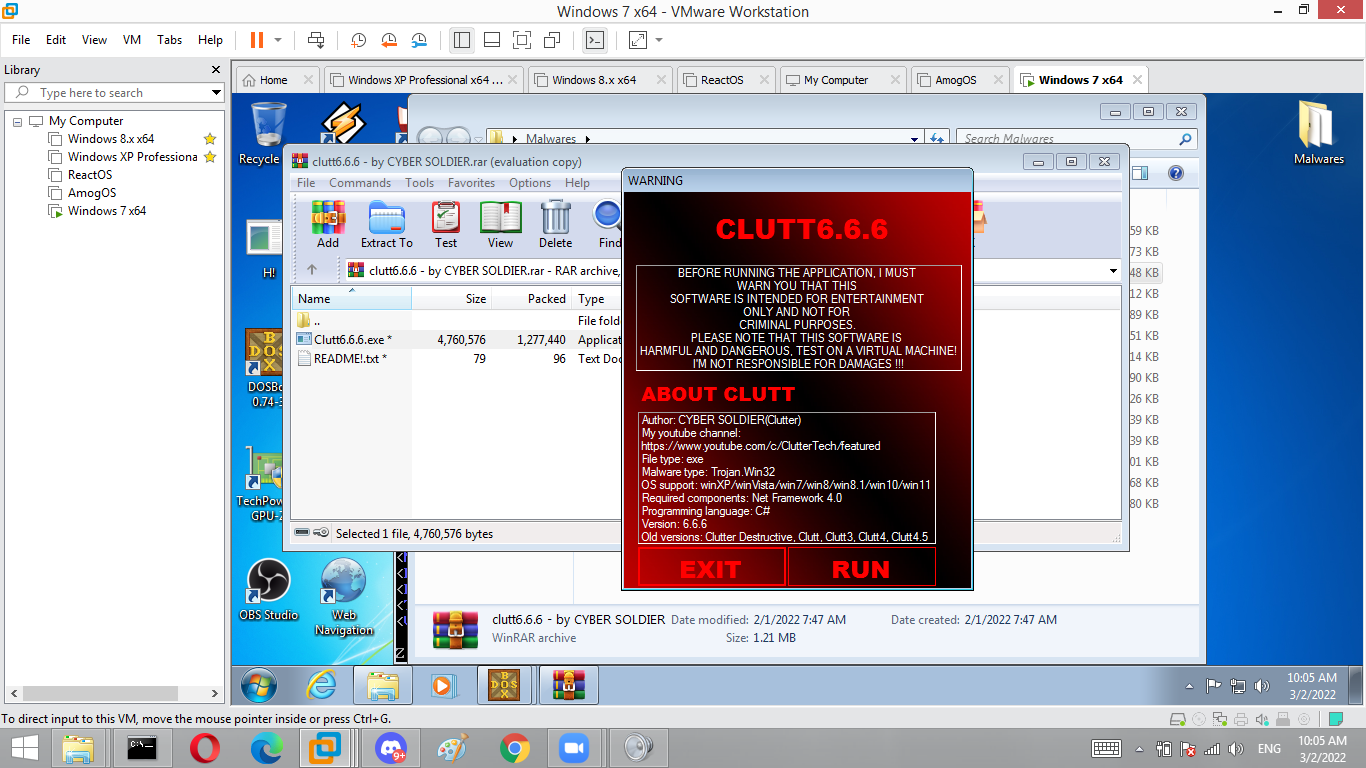 Windows 7 x64 - VMware Workstation
File Edit View VM Tabs Help
Library
Type here to search
My Computer
Windows 8.x x64
Windows XP Professiona
ReactOS
AmogOS
Windows 7 x64
Home
Windows XP Professional x64 ...
Windows 8.x x64
ReactOS
My Computer
AmogOS
Windows 7 x64
Recycle
H!
DOSBo
0.74-3
TechPow
GPU-Z
OBS Studio
Web
Navigation
Malwares
Malwares
Search Malwares
clutt6.6.6 - by CYBER SOLDIER.rar (evaluation copy)
File Commands Tools Favorites Options Help
Add
Extract To
Test
View
Delete
Find
clutt6.6.6 - by CYBER SOLDIER.rar - RAR archive,
Name Size Packed Type
.. File fold
Clutt6.6.6.exe * 4,760,576 1,277,440 Applicat
README!.txt * 79 96 Text Doc
Selected 1 file, 4,760,576 bytes
59 KB
73 KB
48 KB
12 KB
89 KB
51 KB
14 KB
90 KB
26 KB
89 KB
39 KB
01 KB
68 KB
80 KB
WARNING
CLUTT6.6.6
BEFORE RUNNING THE APPLICATION, I MUST
WARN YOU THAT THIS
SOFTWARE IS INTENDED FOR ENTERTAINMENT
ONLY AND NOT FOR
CRIMINAL PURPOSES.
PLEASE NOTE THAT THIS SOFTWARE IS
HARMFUL AND DANGEROUS, TEST ON A VIRTUAL MACHINE!
I'M NOT RESPONSIBLE FOR DAMAGES !!!
ABOUT CLUTT
Author: CYBER SOLDIER(Clutter)
My youtube channel:
https://www.youtube.com/c/ClutterTech/featured
File type: exe
Malware type: Trojan.Win32
OS support: winXP/winVista/win7/win8/win8.1/win10/win11
Required components: Net Framework 4.0
Programming language: C#
Version: 6.6.6
Old versions: Clutter Destructive, Clutt, Clutt3, Clutt4, Clutt4.5
EXIT RUN
clutt6.6.6 - by CYBER SOLDIER Date modified: 2/1/2022 7:47 AM Date created: 2/1/2022 7:47 AM
WinRAR archive Size: 1.21 MB
10:05 AM
3/2/2022
To direct input to this VM, move the mouse pointer inside or press Ctrl+G.
9+
ENG
10:05 AM
3/2/2022